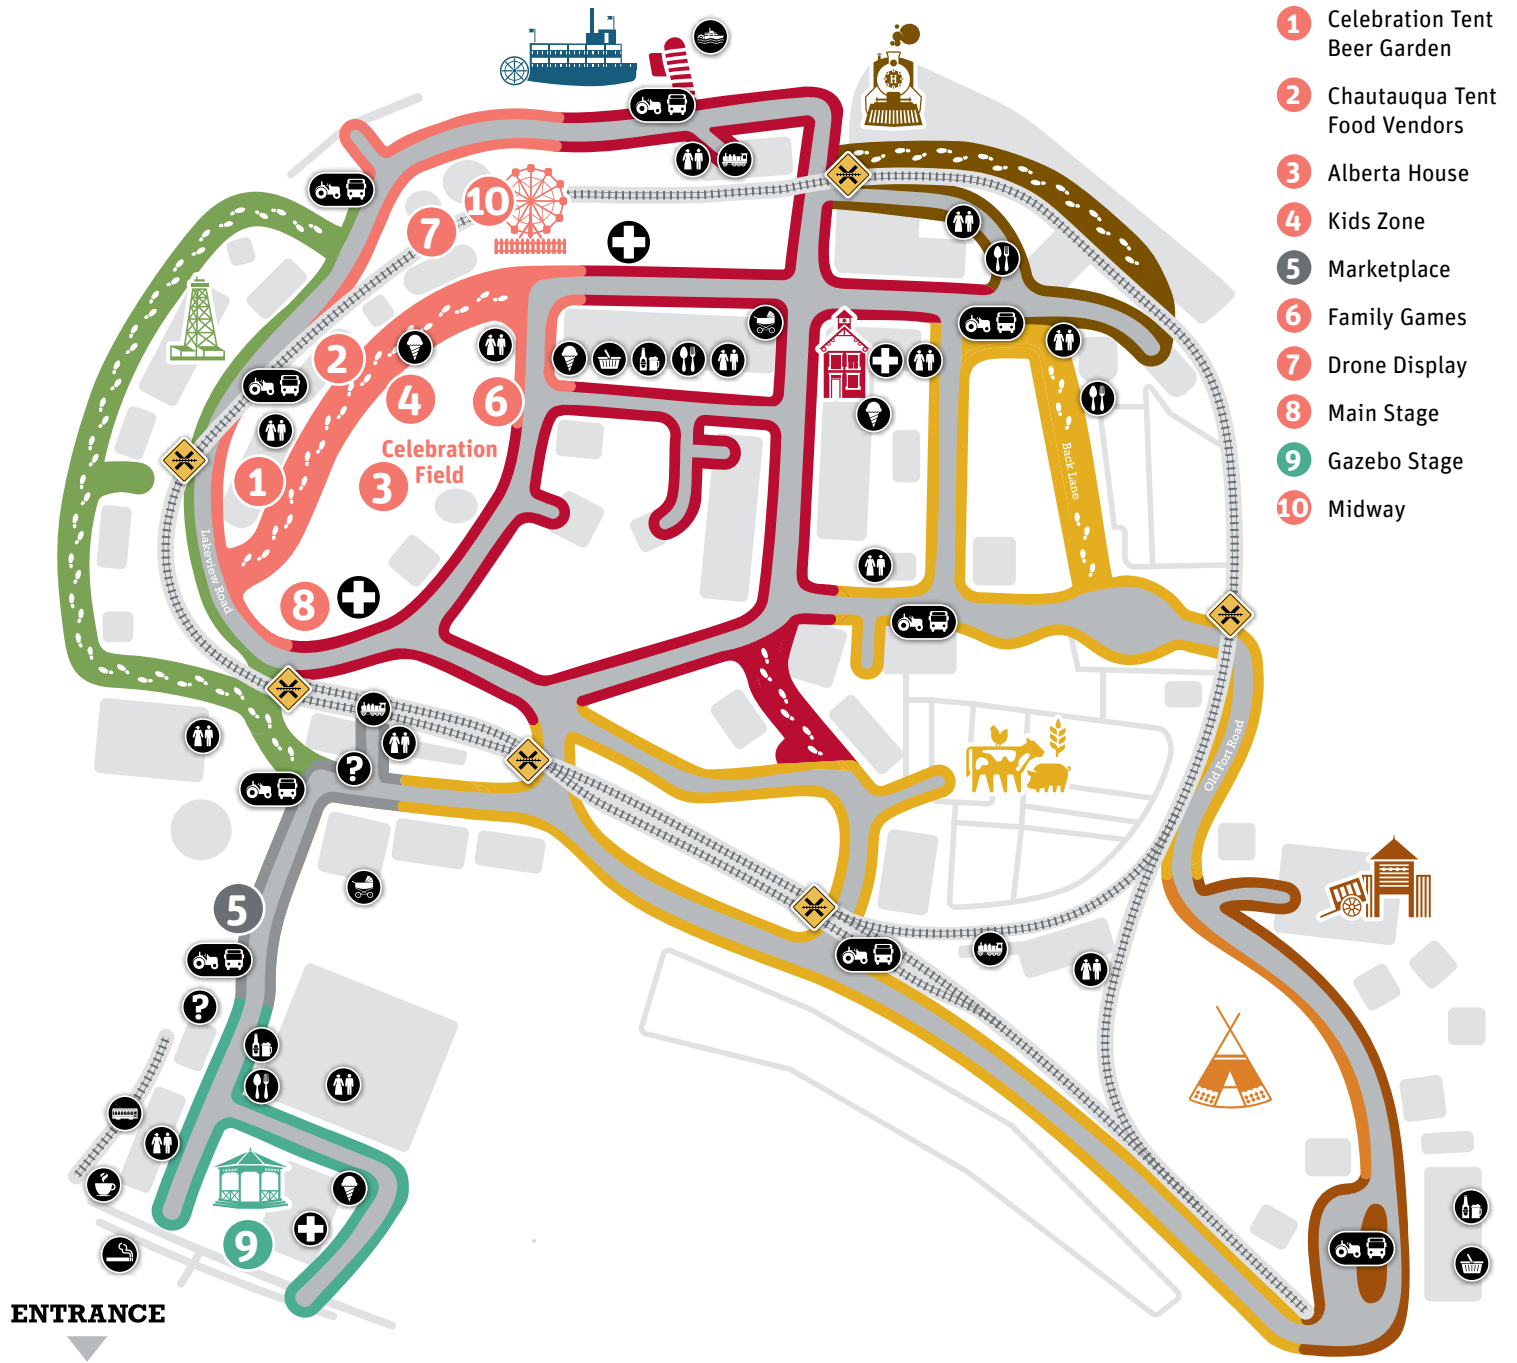 1 Celebration Tent
Beer Garden
2 Chautauqua Tent
Food Vendors
3 Alberta House
4 Kids Zone
5 Marketplace
6 Family Games
7 Drone Display
8 Main Stage
9 Gazebo Stage
10 Midway
H
10
7
2
4
6
Celebration
Field
1
3
Back Lane
Lakeview Road
8
?
Old Fort Road
5
?
9
ENTRANCE